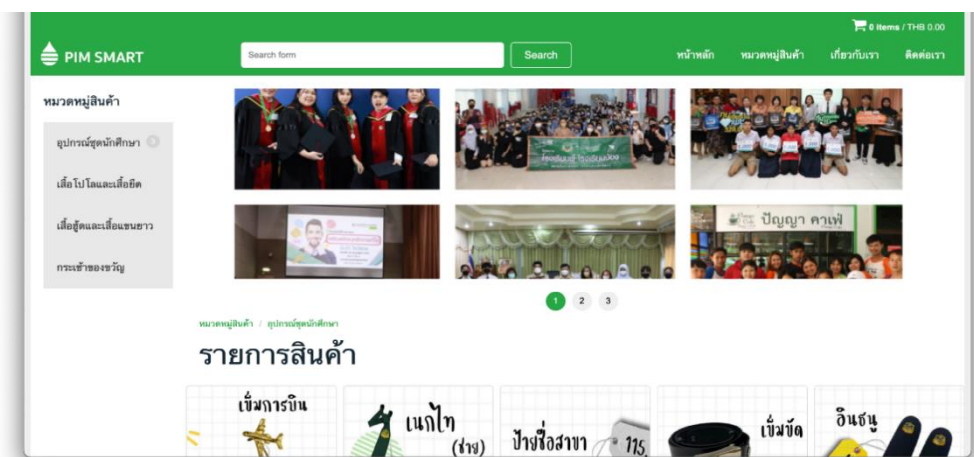 0 Items / THB 0.00
PIM SMART
Search form
Search
หน้าหลัก
หมวดหมู่สินค้า
เกี่ยวกับเรา
ติดต่อเรา
หมวดหมู่สินค้า
อุปกรณ์ชุดนักศึกษา
เสื้อโปโลและเสื้อยืด
เสื้อฮู้ดและเสื้อแขนยาว
กระเช้าของขวัญ
ปัญญา คาเฟ่
1 2 3
หมวดหมู่สินค้า / อุปกรณ์ชุดนักศึกษา
รายการสินค้า
เข็มการบิน
เนกไท
(ชาย)
ป้ายชื่อสาขา
115
เข็มขัด
อินธนู